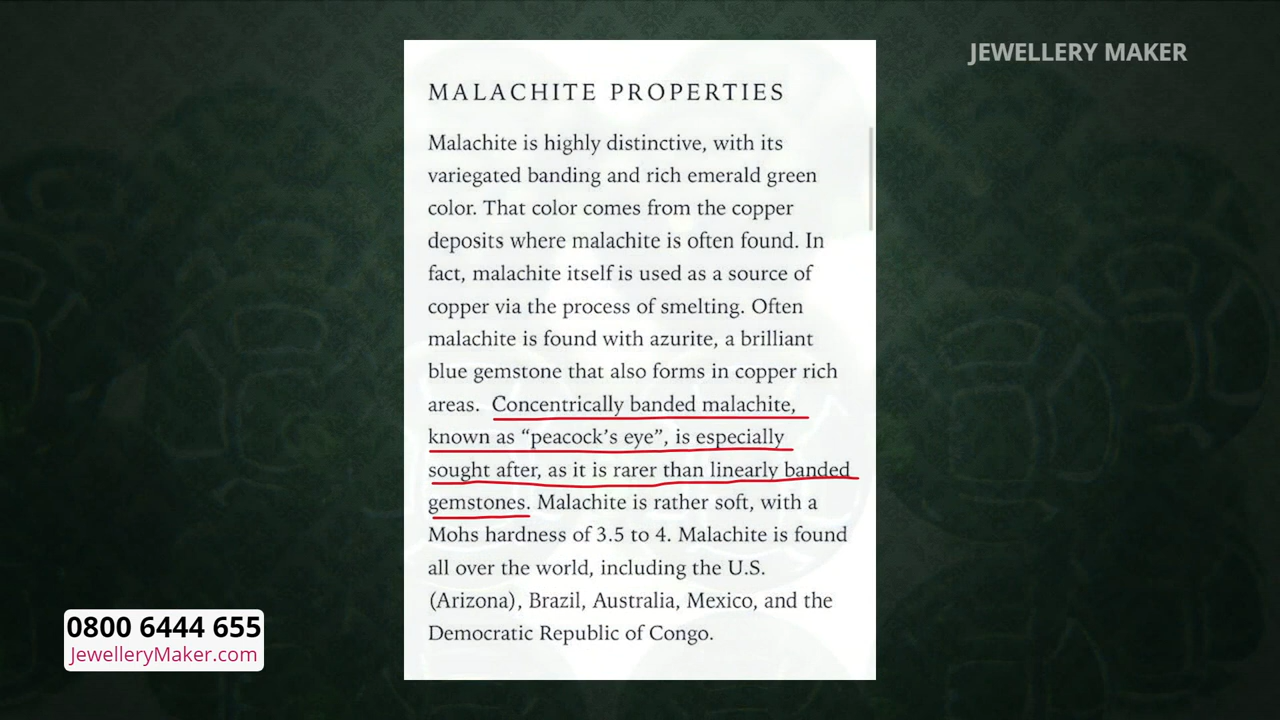 JEWELLERY MAKER
MALACHITE PROPERTIES
Malachite is highly distinctive, with its
variegated banding and rich emerald green
color. That color comes from the copper
deposits where malachite is often found. In
fact, malachite itself is used as a source of
copper via the process of smelting. Often
malachite is found with azurite, a brilliant
blue gemstone that also forms in copper rich
areas. Concentrically banded malachite,
known as “peacock’s eye”, is especially
sought after, as it is rarer than linearly banded
gemstones. Malachite is rather soft, with a
Mohs hardness of 3.5 to 4. Malachite is found
all over the world, including the U.S.
(Arizona), Brazil, Australia, Mexico, and the
Democratic Republic of Congo.
0800 6444 655
JewelleryMaker.com